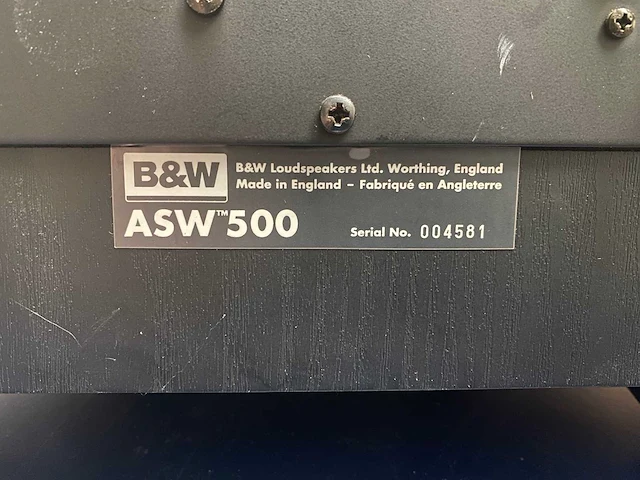 B&W
B&W Loudspeakers Ltd. Worthing, England
Made in England – Fabriqué en Angleterre
ASW™500
Serial No. 004581